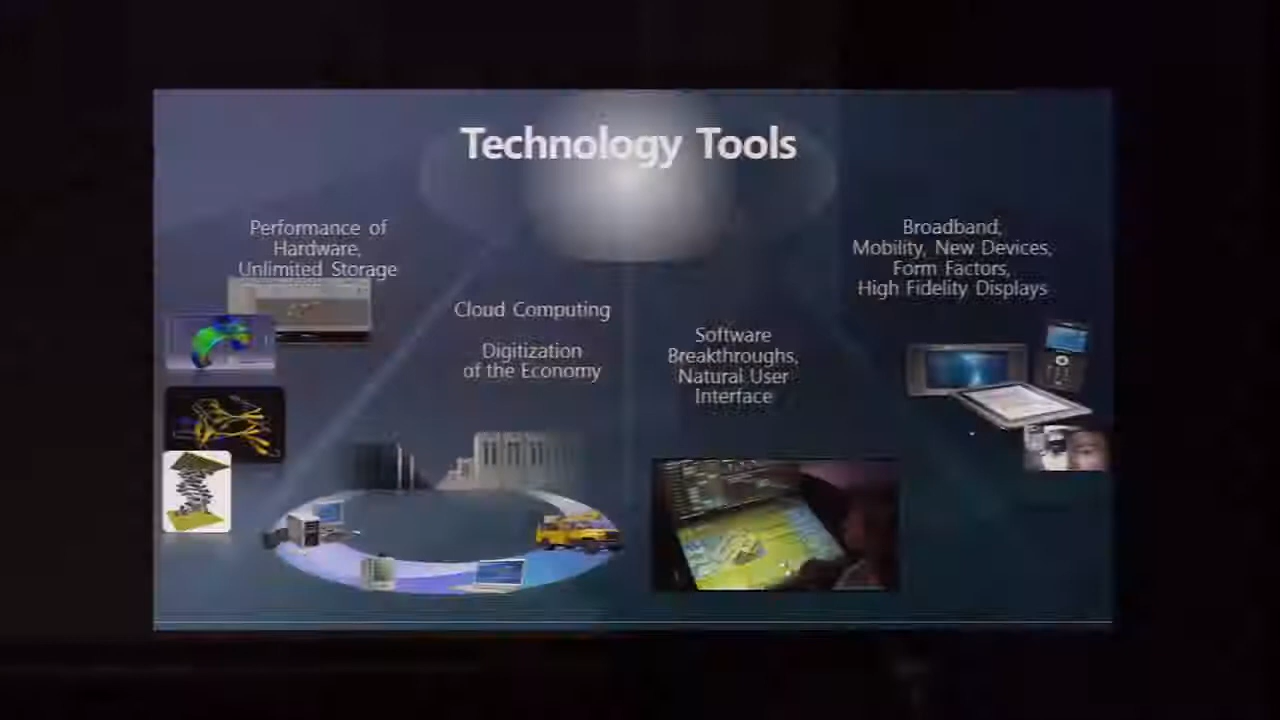 Technology Tools
Performance of
Hardware,
Unlimited Storage
Cloud Computing
Digitization
of the Economy
Software
Breakthroughs,
Natural User
Interface
Broadband,
Mobility, New Devices,
Form Factors,
High Fidelity Displays